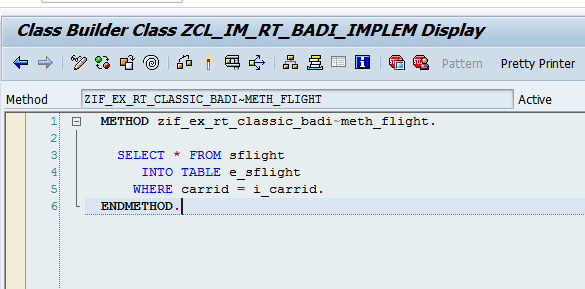 Class Builder Class ZCL_IM_RT_BADI_IMPLEM Display
Pattern Pretty Printer
Method ZIF_EX_RT_CLASSIC_BADI~METH_FLIGHT Active
1 METHOD zif_ex_rt_classic_badi~meth_flight.
2
3 SELECT * FROM sflight
4 INTO TABLE e_sflight
5 WHERE carrid = i_carrid.
6 ENDMETHOD.